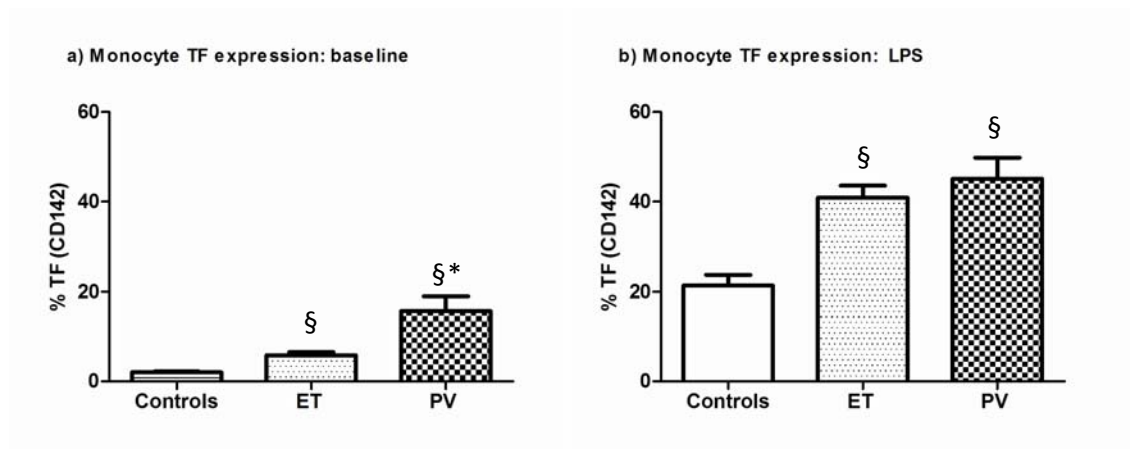 a) Monocyte TF expression: baseline
% TF (CD142)
60
40
20
0
§
§*
Controls ET PV
b) Monocyte TF expression: LPS
% TF (CD142)
60
40
20
0
§
§
Controls ET PV